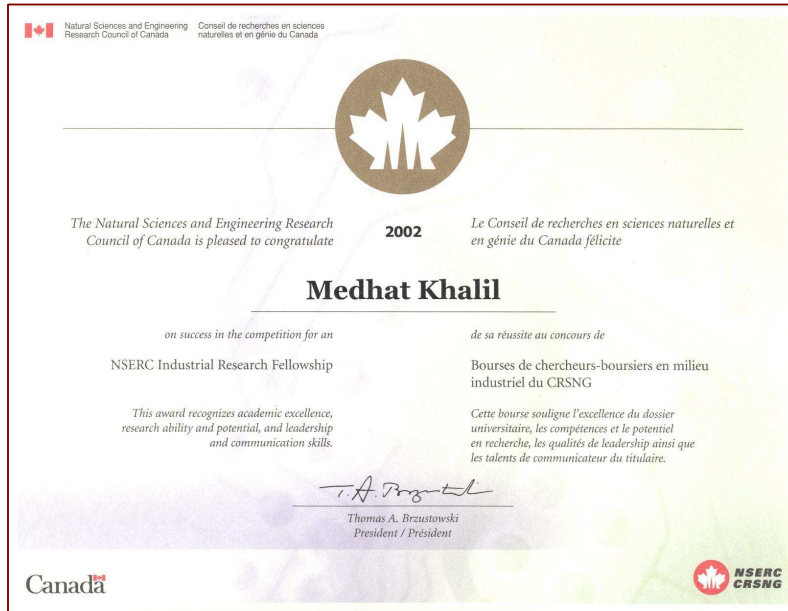 Natural Sciences and Engineering
Research Council of Canada
Conseil de recherches en sciences
naturelles et en génie du Canada
The Natural Sciences and Engineering Research
Council of Canada is pleased to congratulate
2002
Le Conseil de recherches en sciences naturelles et
en génie du Canada félicite
Medhat Khalil
on success in the competition for an
NSERC Industrial Research Fellowship
This award recognizes academic excellence,
research ability and potential, and leadership
and communication skills.
de sa réussite au concours de
Bourses de chercheurs-boursiers en milieu
industriel du CRSNG
Cette bourse souligne l'excellence du dossier
universitaire, les compétences et le potentiel
en recherche, les qualités de leadership ainsi que
les talents de communicateur du titulaire.
Thomas A. Brzustowski
President / Président
Canada
NSERC
CRSNG